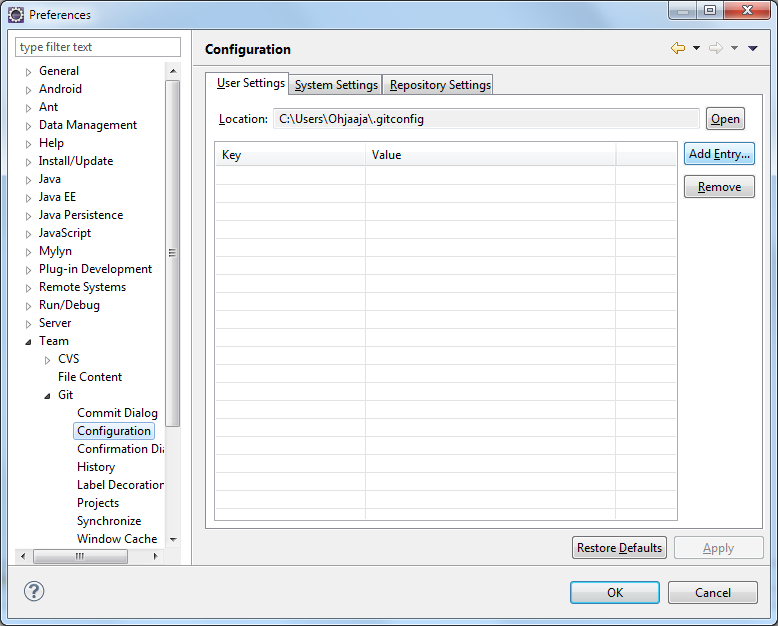 Preferences
type filter text
General
Android
Ant
Data Management
Help
Install/Update
Java
Java EE
Java Persistence
JavaScript
Mylyn
Plug-in Development
Remote Systems
Run/Debug
Server
Team
CVS
File Content
Git
Commit Dialog
Configuration
Confirmation Dia
History
Label Decoration
Projects
Synchronize
Window Cache
Configuration
User Settings System Settings Repository Settings
Location: C:\Users\Ohjaaja\.gitconfig Open
Key Value
Add Entry...
Remove
Restore Defaults Apply
? OK Cancel